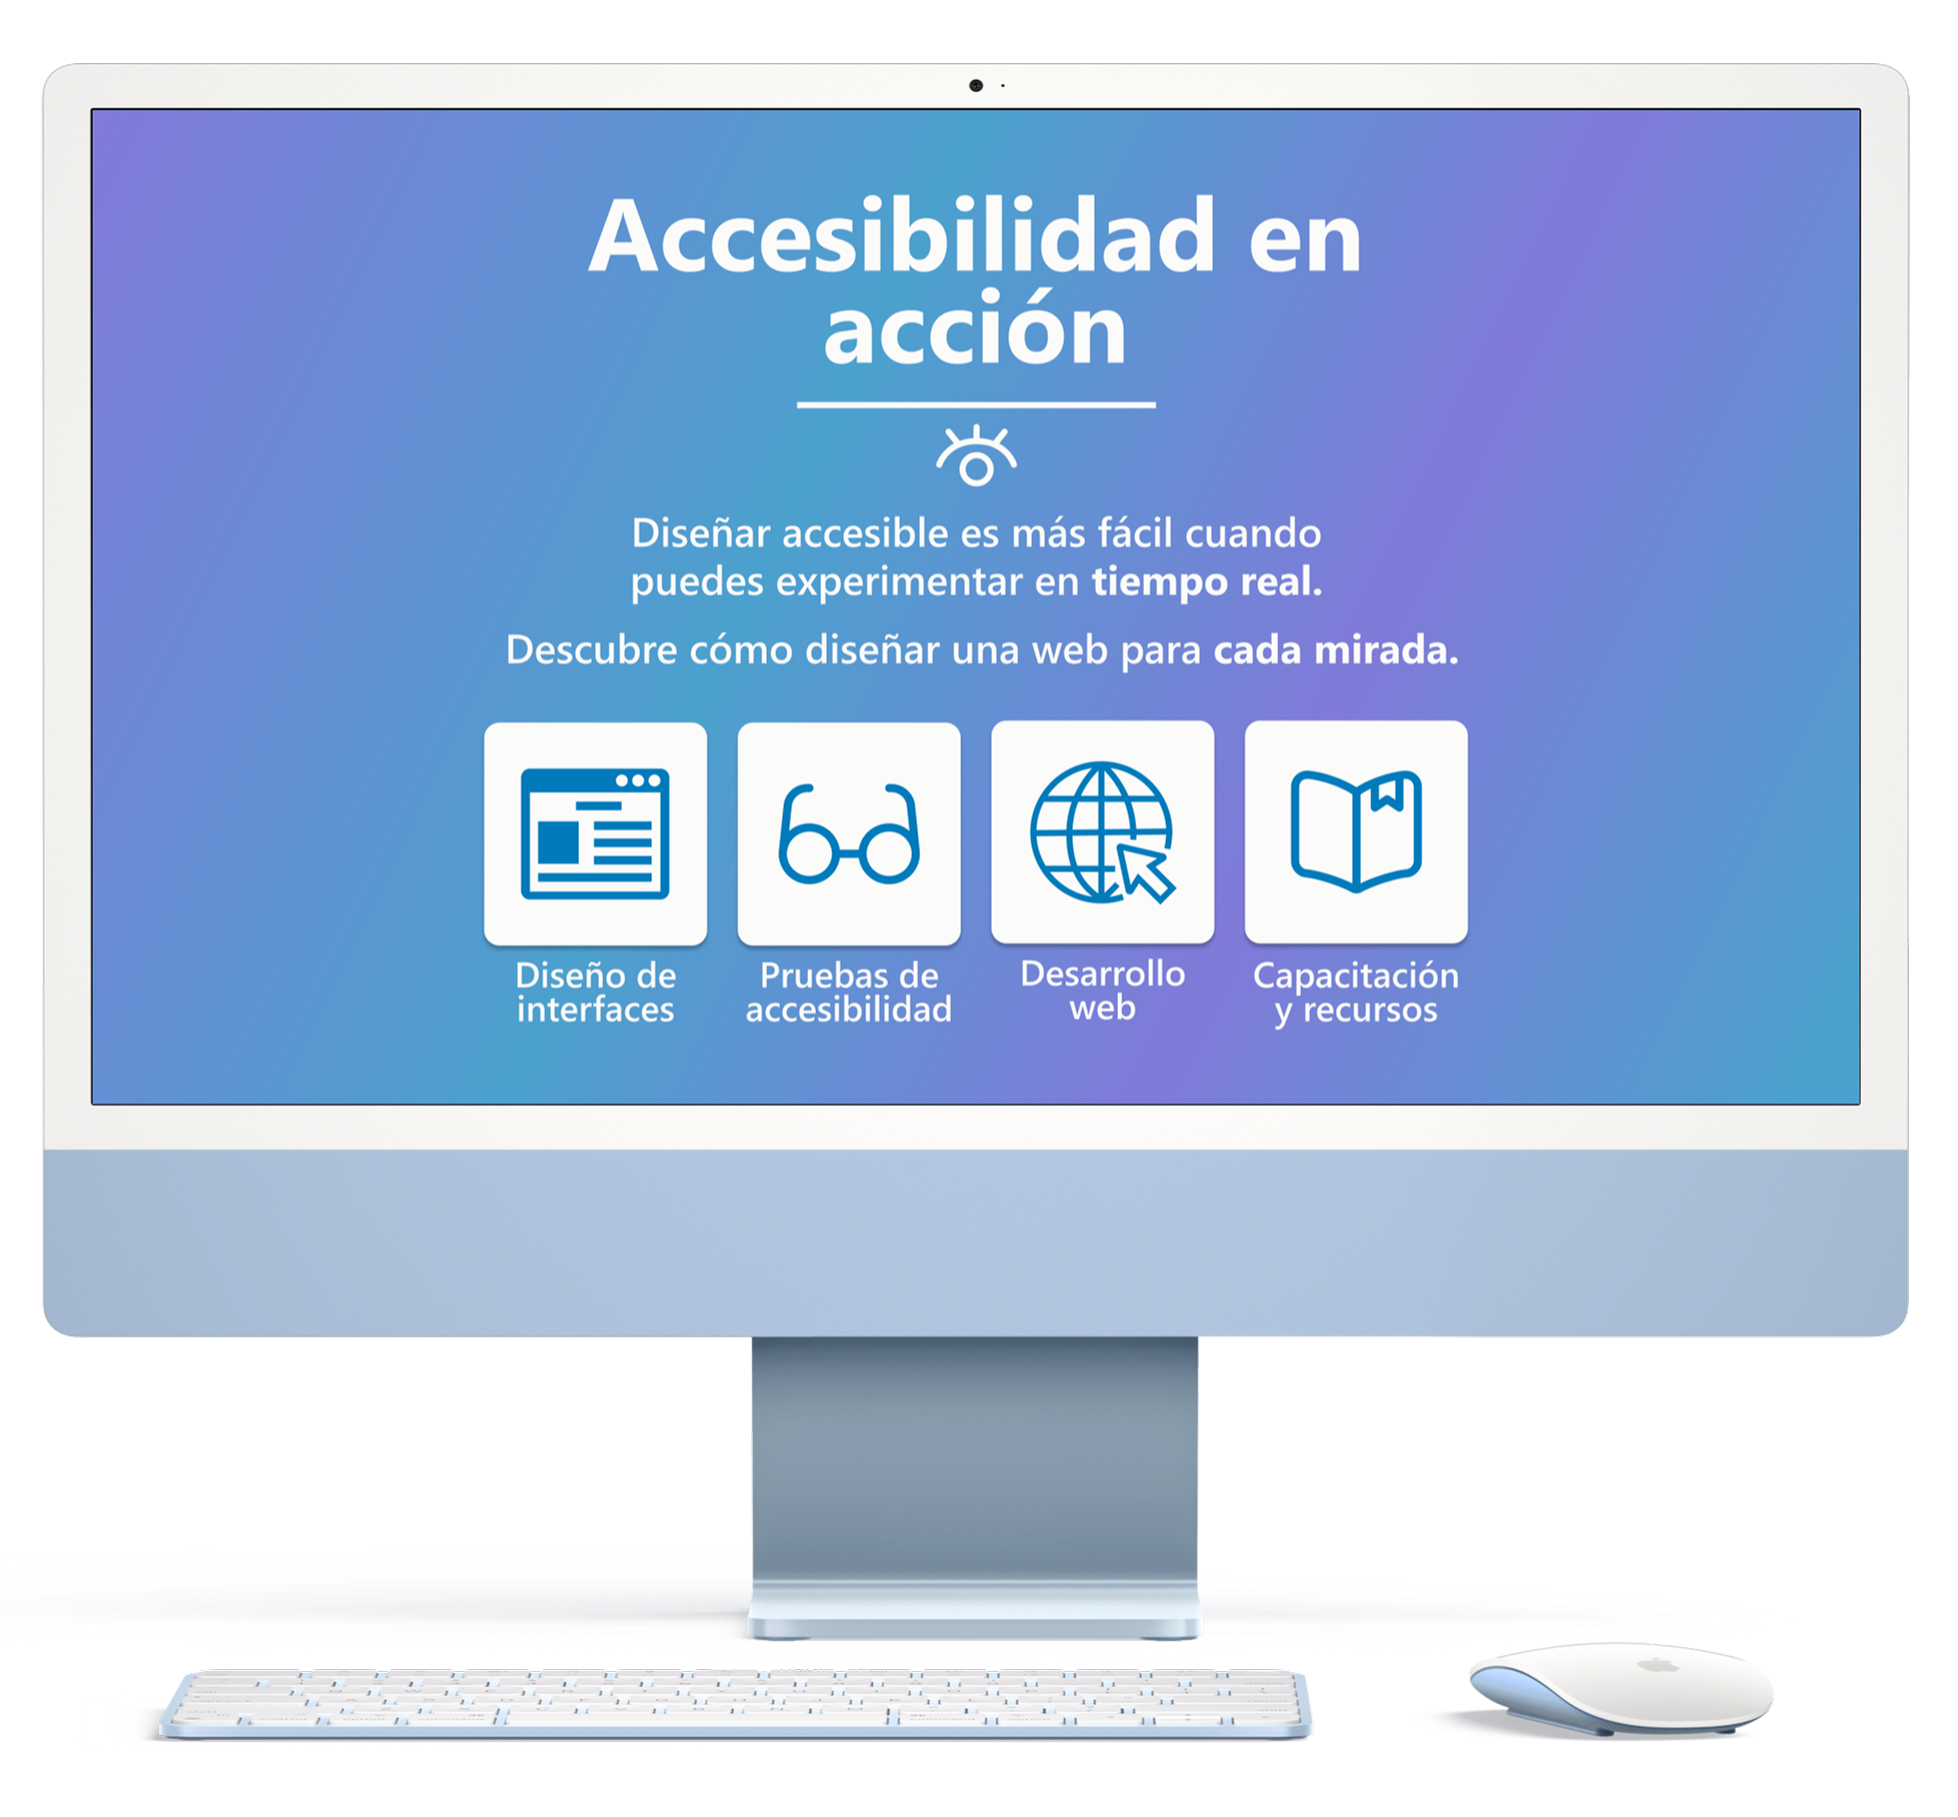 Accesibilidad en
acción
Diseñar accesible es más fácil cuando
puedes experimentar en tiempo real.
Descubre cómo diseñar una web para cada mirada.
Diseño de
interfaces
Pruebas de
accesibilidad
Desarrollo
web
Capacitación
y recursos